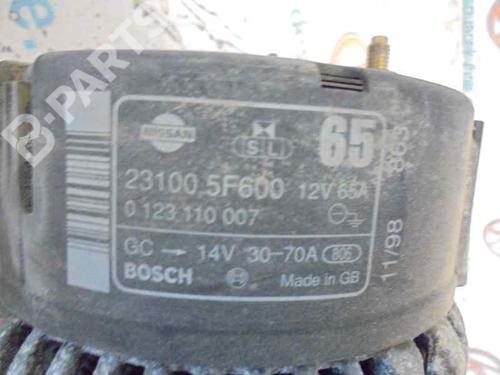 B-PARTS
NISSAN
S L
65
23100 5F600 12V 65A
0 123 110 007
GC → 14V 30-70A 806
BOSCH
Made in GB
11/98 863